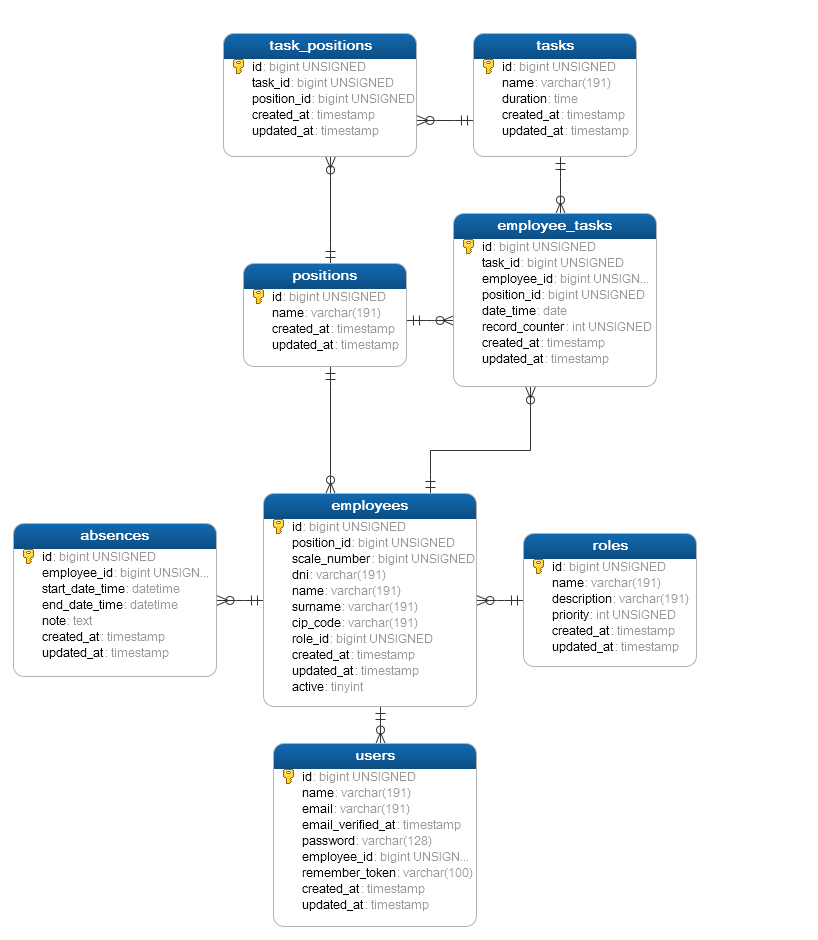 task_positions
id: bigint UNSIGNED
task_id: bigint UNSIGNED
position_id: bigint UNSIGNED
created_at: timestamp
updated_at: timestamp
tasks
id: bigint UNSIGNED
name: varchar(191)
duration: time
created_at: timestamp
updated_at: timestamp
employee_tasks
id: bigint UNSIGNED
task_id: bigint UNSIGNED
employee_id: bigint UNSIGN...
position_id: bigint UNSIGNED
date_time: date
record_counter: int UNSIGNED
created_at: timestamp
updated_at: timestamp
positions
id: bigint UNSIGNED
name: varchar(191)
created_at: timestamp
updated_at: timestamp
employees
id: bigint UNSIGNED
position_id: bigint UNSIGNED
scale_number: bigint UNSIGNED
dni: varchar(191)
name: varchar(191)
surname: varchar(191)
cip_code: varchar(191)
role_id: bigint UNSIGNED
created_at: timestamp
updated_at: timestamp
active: tinyint
absences
id: bigint UNSIGNED
employee_id: bigint UNSIGN...
start_date_time: datetime
end_date_time: datetime
note: text
created_at: timestamp
updated_at: timestamp
roles
id: bigint UNSIGNED
name: varchar(191)
description: varchar(191)
priority: int UNSIGNED
created_at: timestamp
updated_at: timestamp
users
id: bigint UNSIGNED
name: varchar(191)
email: varchar(191)
email_verified_at: timestamp
password: varchar(128)
employee_id: bigint UNSIGN...
remember_token: varchar(100)
created_at: timestamp
updated_at: timestamp